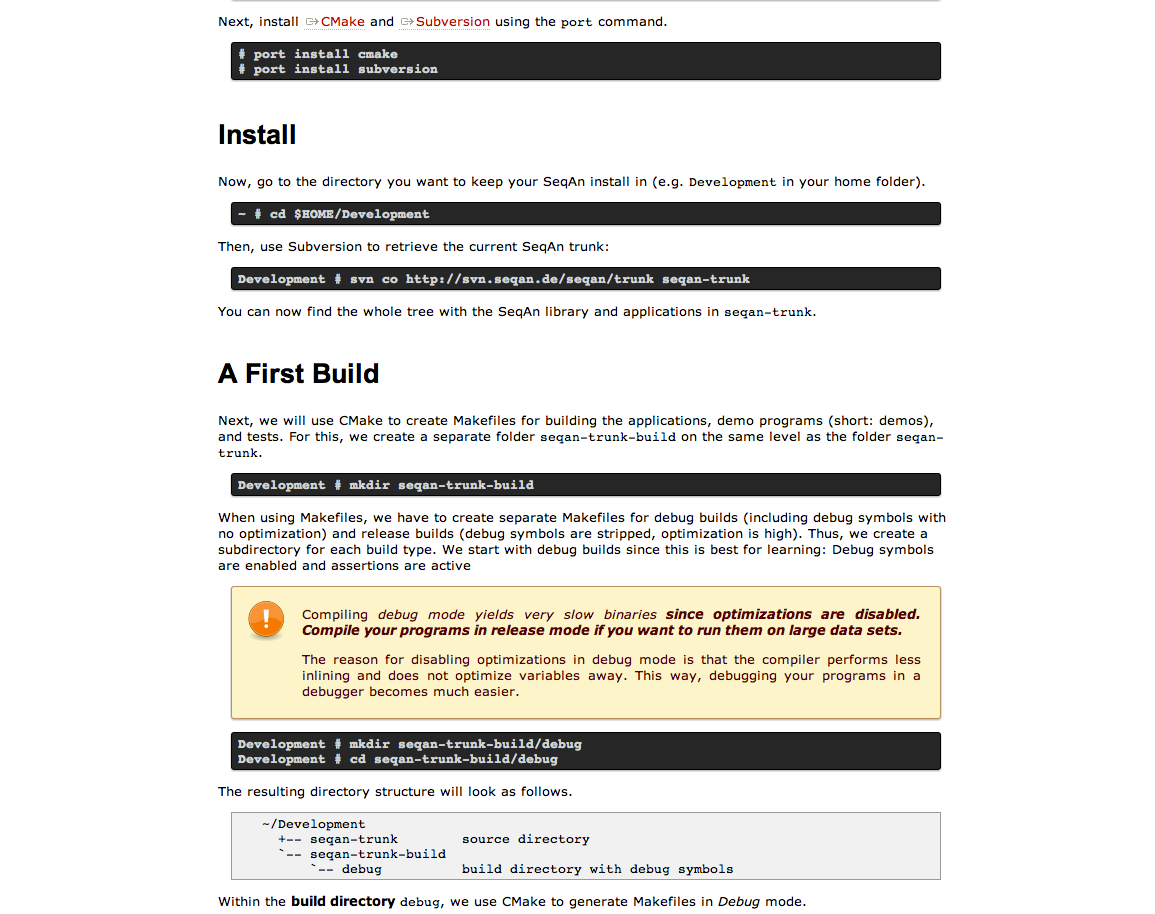 Next, install CMake and Subversion using the port command.
# port install cmake
# port install subversion
Install
Now, go to the directory you want to keep your SeqAn install in (e.g. Development in your home folder).
~ # cd $HOME/Development
Then, use Subversion to retrieve the current SeqAn trunk:
Development # svn co http://svn.seqan.de/seqan/trunk seqan-trunk
You can now find the whole tree with the SeqAn library and applications in seqan-trunk.
A First Build
Next, we will use CMake to create Makefiles for building the applications, demo programs (short: demos),
and tests. For this, we create a separate folder seqan-trunk-build on the same level as the folder seqan-
trunk.
Development # mkdir seqan-trunk-build
When using Makefiles, we have to create separate Makefiles for debug builds (including debug symbols with
no optimization) and release builds (debug symbols are stripped, optimization is high). Thus, we create a
subdirectory for each build type. We start with debug builds since this is best for learning: Debug symbols
are enabled and assertions are active
Compiling debug mode yields very slow binaries since optimizations are disabled.
Compile your programs in release mode if you want to run them on large data sets.
The reason for disabling optimizations in debug mode is that the compiler performs less
inlining and does not optimize variables away. This way, debugging your programs in a
debugger becomes much easier.
Development # mkdir seqan-trunk-build/debug
Development # cd seqan-trunk-build/debug
The resulting directory structure will look as follows.
~/Development
+-- seqan-trunk        source directory
`-- seqan-trunk-build
`-- debug          build directory with debug symbols
Within the build directory debug, we use CMake to generate Makefiles in Debug mode.